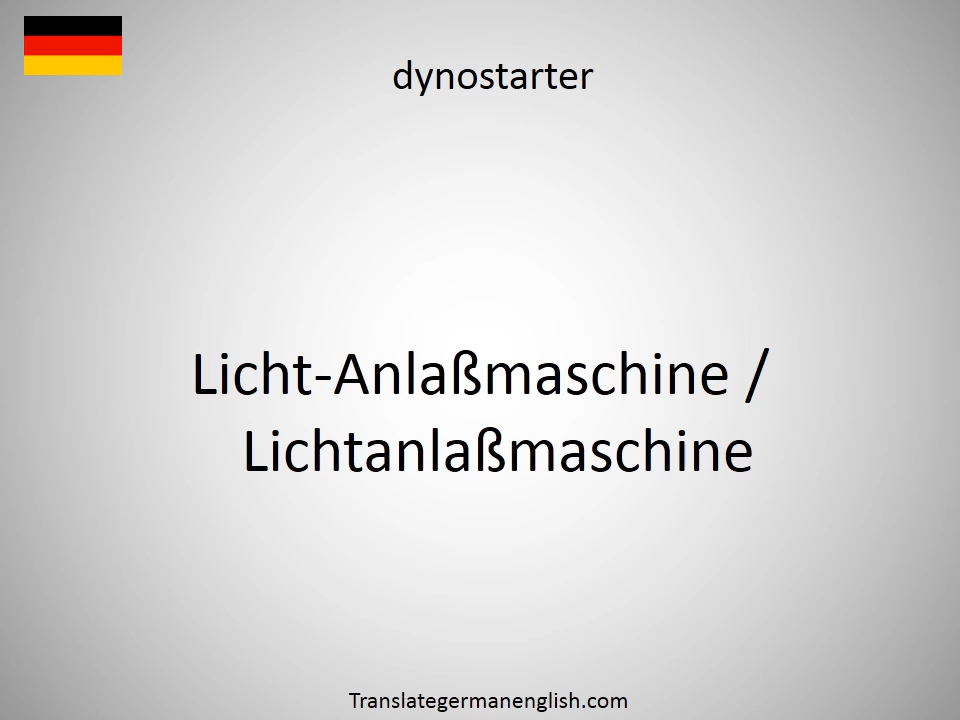 dynostarter
Licht-Anlaßmaschine /
Lichtanlaßmaschine
Translategermanenglish.com